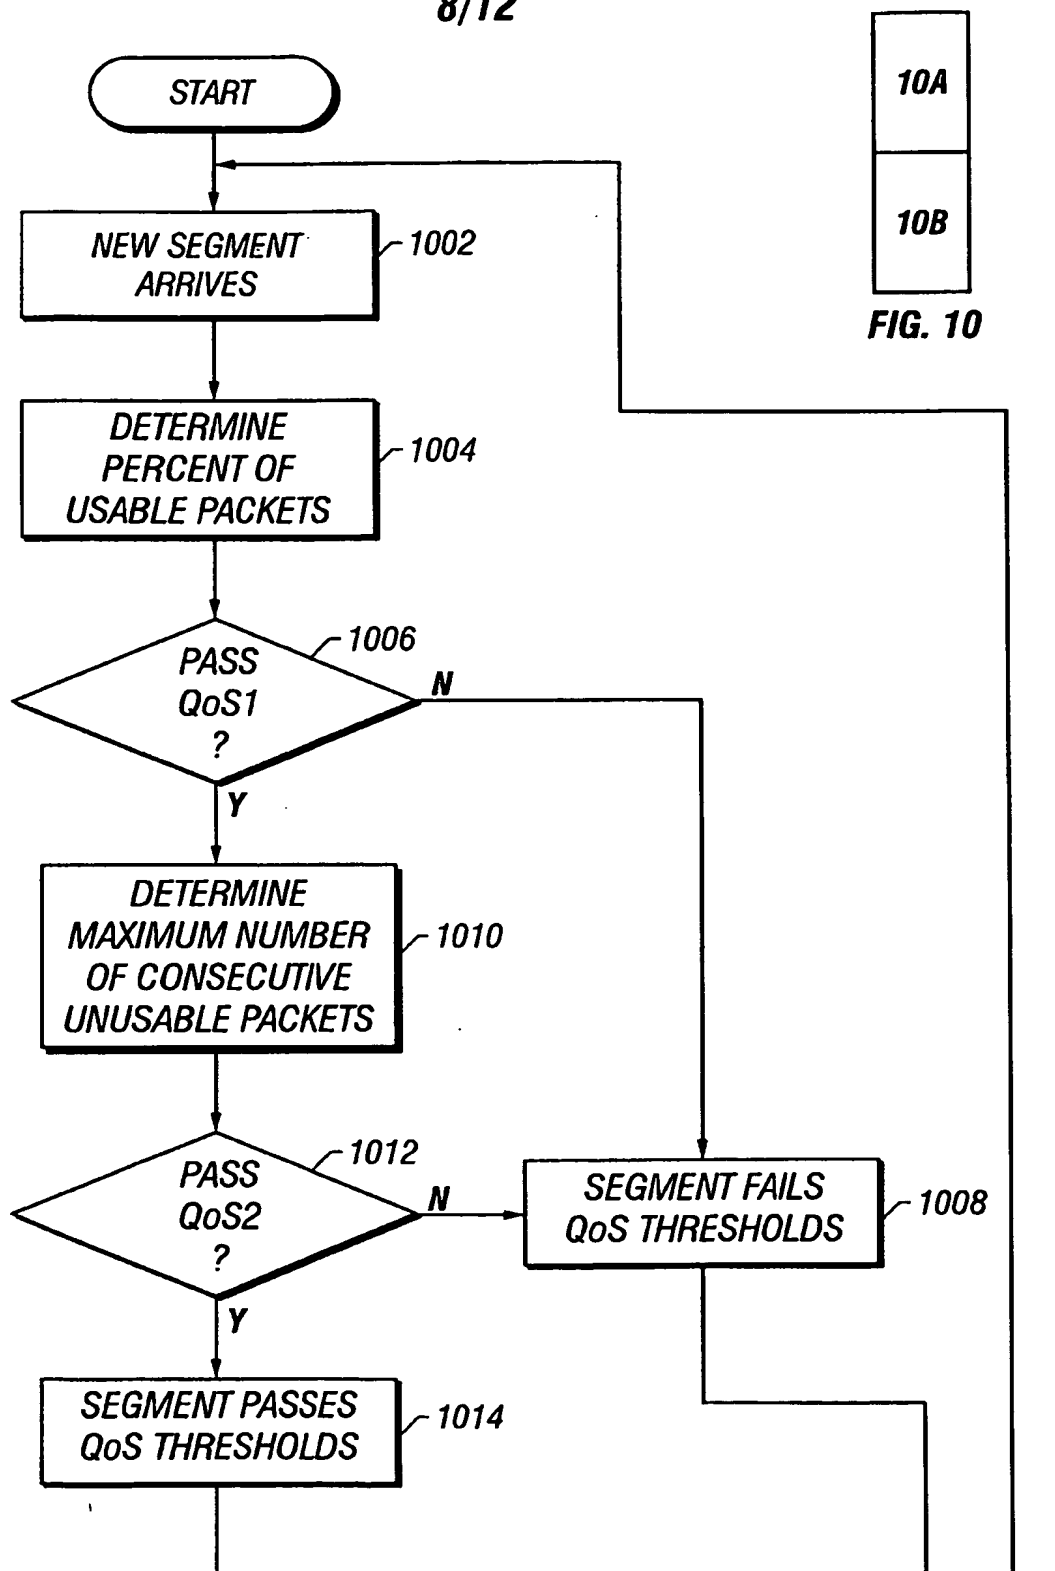 8/12
START
10A
10B
FIG. 10
NEW SEGMENT
ARRIVES
1002
DETERMINE
PERCENT OF
USABLE PACKETS
1004
PASS
QoS1
?
1006
N
Y
DETERMINE
MAXIMUM NUMBER
OF CONSECUTIVE
UNUSABLE PACKETS
1010
PASS
QoS2
?
1012
N
Y
SEGMENT FAILS
QoS THRESHOLDS
1008
SEGMENT PASSES
QoS THRESHOLDS
1014